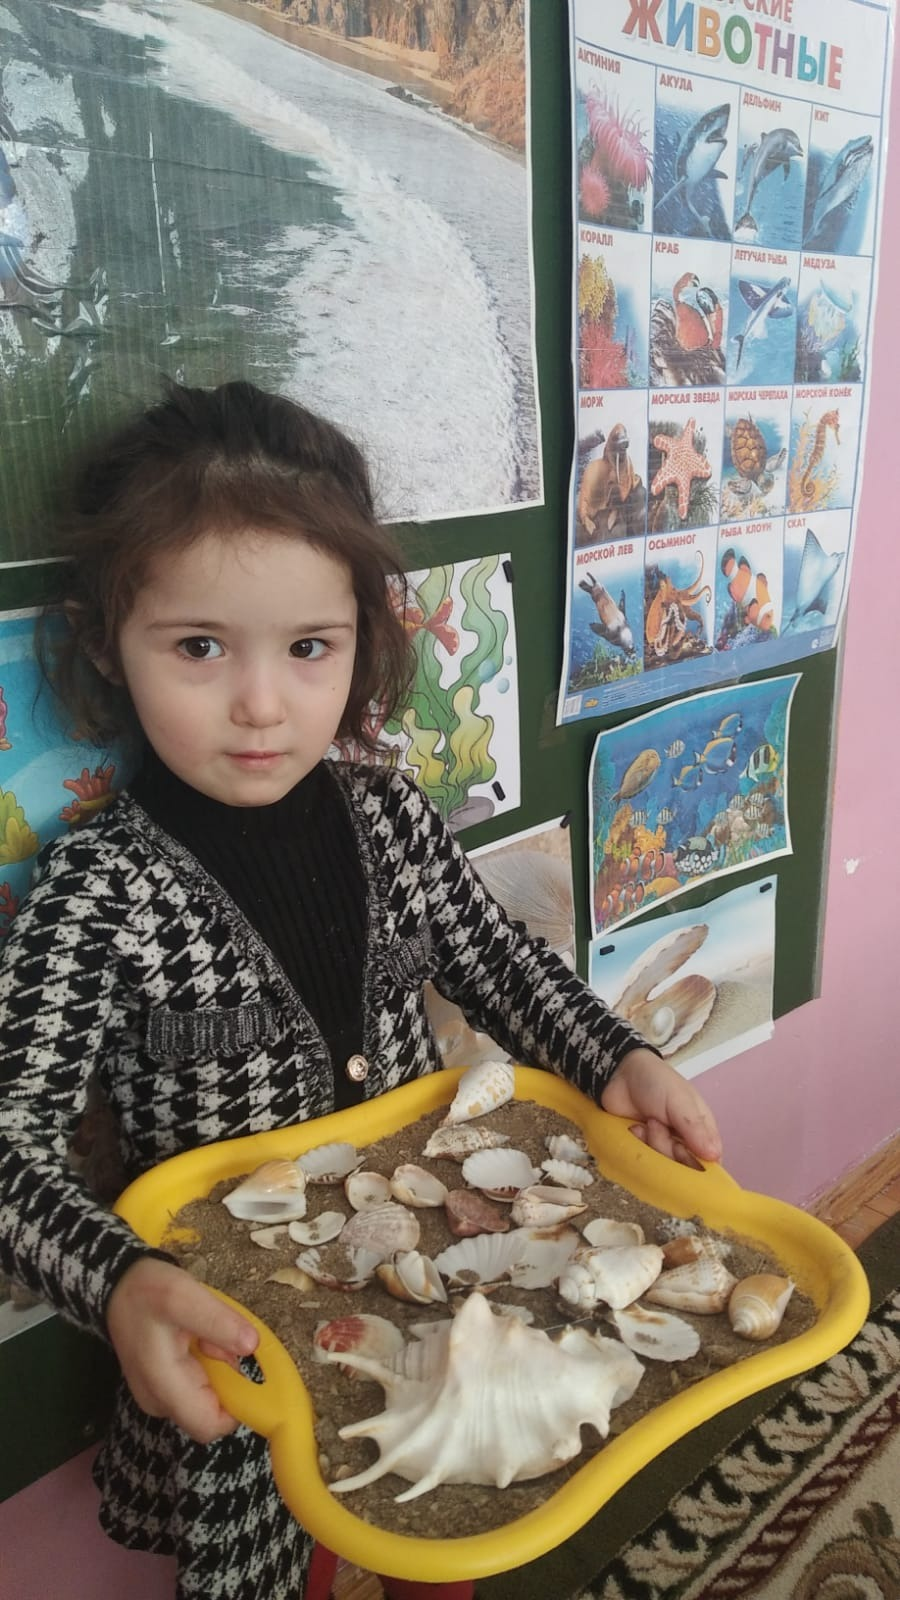 ЖИВОТНЫЕ
АКТИНИЯ
АКУЛА
ДЕЛЬФИН
КИТ
КОРАЛЛ
КРАБ
ЛЕТУЧАЯ РЫБА
МЕДУЗА
МОРЖ
МОРСКАЯ ЗВЕЗДА
МОРСКАЯ ЧЕРЕПАХА
МОРСКОЙ КОНЁК
МОРСКОЙ ЛЕВ
ОСЬМИНОГ
РЫБА КЛОУН
СКАТ